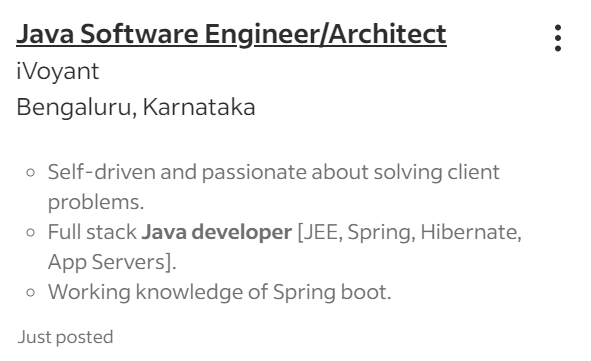 Java Software Engineer/Architect
iVoyant
Bengaluru, Karnataka
Self-driven and passionate about solving client
problems.
Full stack Java developer [JEE, Spring, Hibernate,
App Servers].
Working knowledge of Spring boot.
Just posted